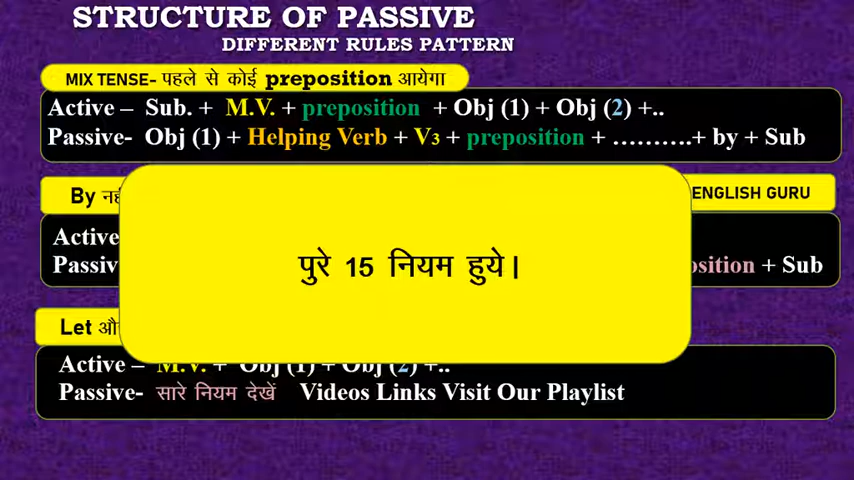 STRUCTURE OF PASSIVE
DIFFERENT RULES PATTERN
MIX TENSE- पहले से कोई preposition आयेगा
Active – Sub. + M.V. + preposition + Obj (1) + Obj (2) +..
Passive- Obj (1) + Helping Verb + V3 + preposition + ……….+ by + Sub
By
ENGLISH GURU
Active
+ Sub
पुरे 15 नियम हुये।
Let
Active – M.V. + Obj (1) + Obj (2) +..
Passive- सारे नियम देखें Videos Links Visit Our Playlist